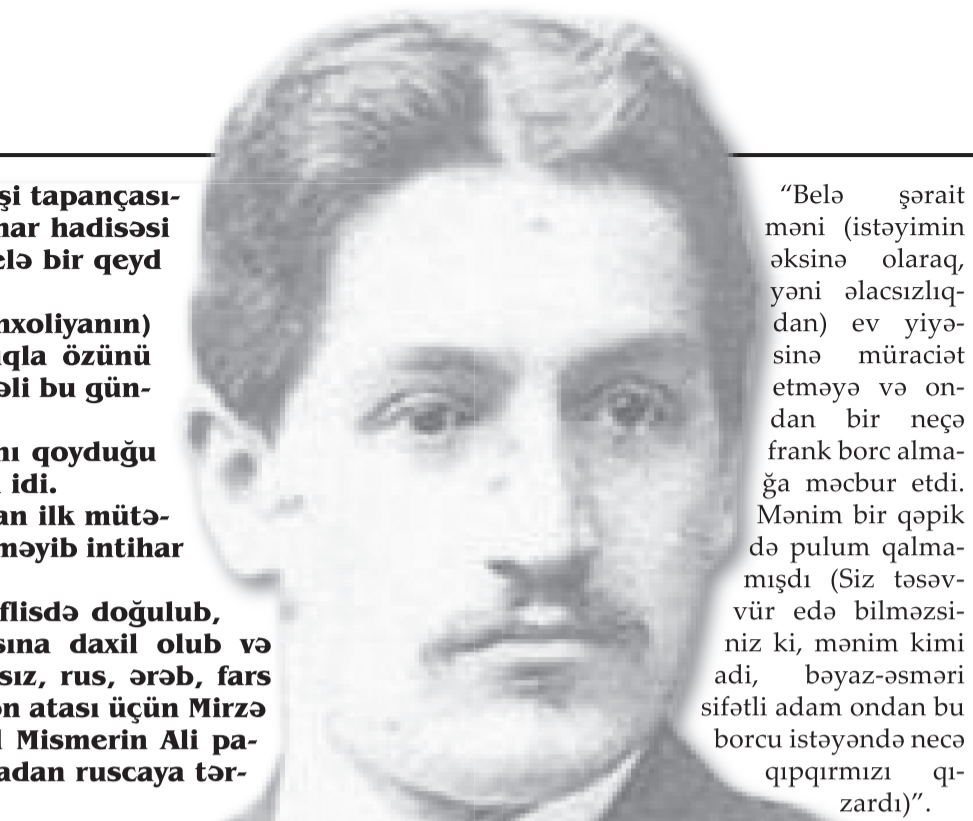 şi tapançası-
har hadisəsi
elə bir qeyd
nxoliyanın)
ıqla özünü
əli bu gün-
nı qoyduğu
idi.
an ilk mütə-
məyib intihar
flisdə doğulub,
sına daxil olub və
sız, rus, ərəb, fars
on atası üçün Mirzə
Mismerin Ali pa-
adan ruscaya tər-
“Belə şərait
məni (istəyimin
əksinə olaraq,
yəni əlacsızlıq-
dan) ev yiyə-
sinə müraciət
etməyə və on-
dan bir neçə
frank borc alma-
ğa məcbur etdi.
Mənim bir qəpik
də pulum qalma-
mışdı (Siz təsəv-
vür edə bilməzsi-
niz ki, mənim kimi
adi, bəyaz-əsməri
sifətli adam ondan bu
borcu istəyəndə necə
qıpqırmızı qı-
zardı)”.